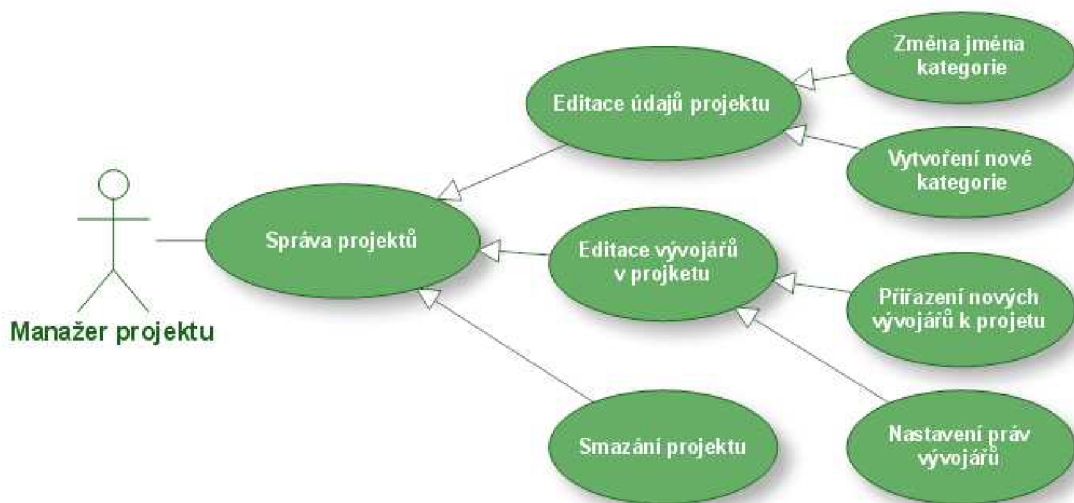 Změna jména
kategorie
Editace údajů projektu
Vytvoření nové
kategorie
Správa projektů
Editace vývojářů
v projketu
Přiřazení nových
vývojářů k projetu
Manažer projektu
Smazání projektu
Nastavení práv
vývojářů